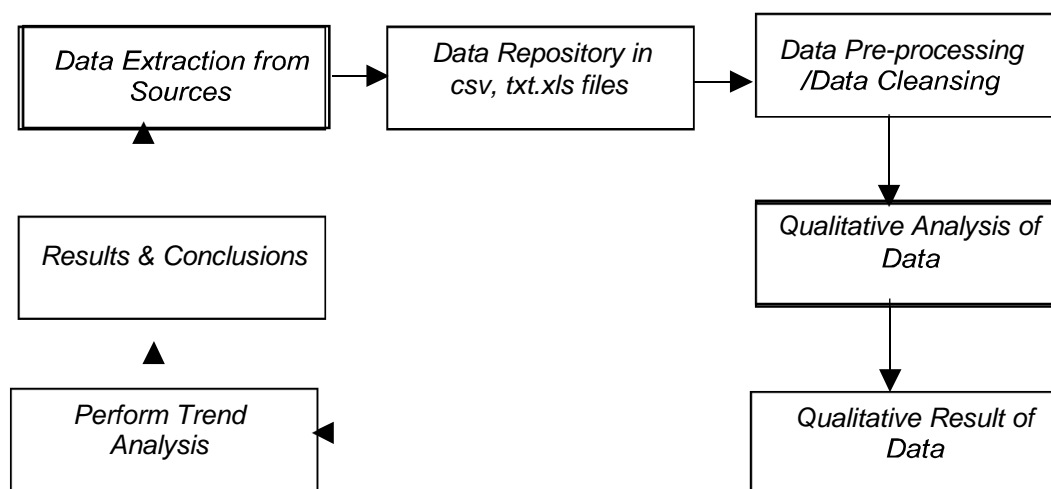 Data Extraction from
Sources
Data Repository in
csv, txt.xls files
Data Pre-processing
/Data Cleansing
Results & Conclusions
Qualitative Analysis of
Data
Perform Trend
Analysis
Qualitative Result of
Data